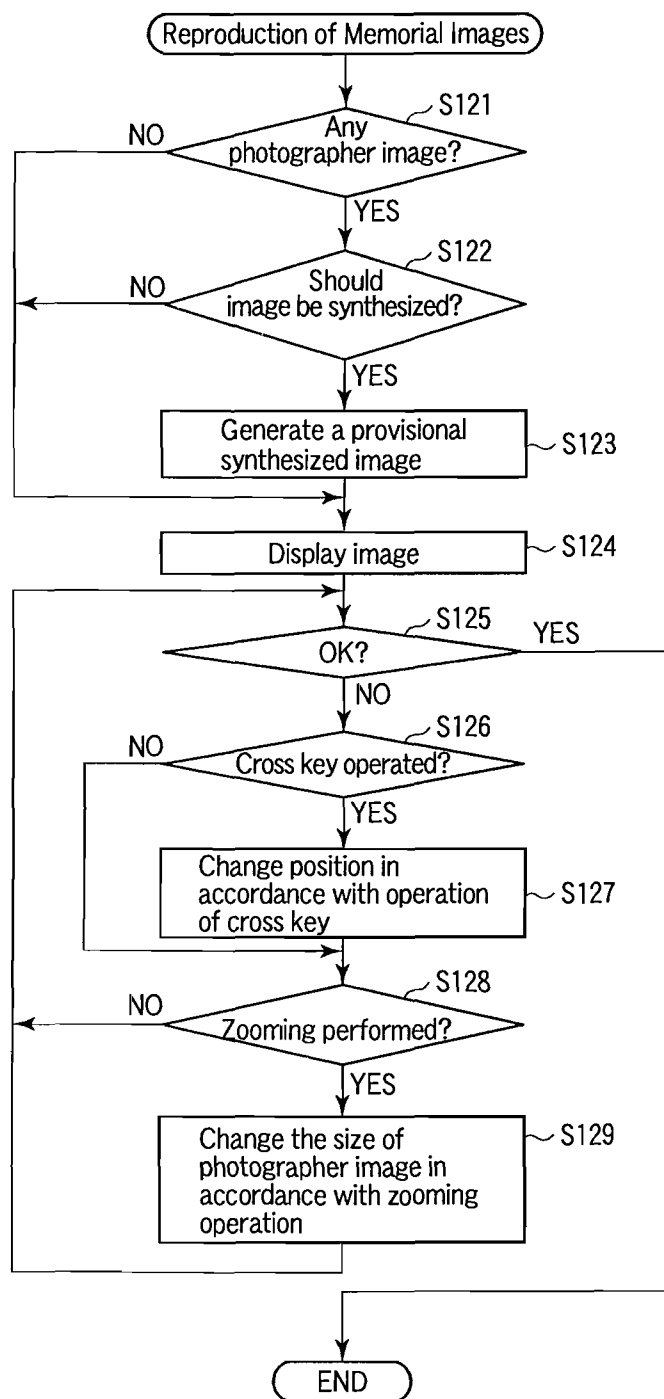 Reproduction of Memorial Images
S121
NO
Any
photographer image?
YES
S122
NO
Should
image be synthesized?
YES
Generate a provisional
synthesized image
S123
Display image
S124
S125
YES
OK?
NO
S126
NO
Cross key operated?
YES
Change position in
accordance with operation
of cross key
S127
S128
NO
Zooming performed?
YES
Change the size of
photographer image in
accordance with zooming
operation
S129
END